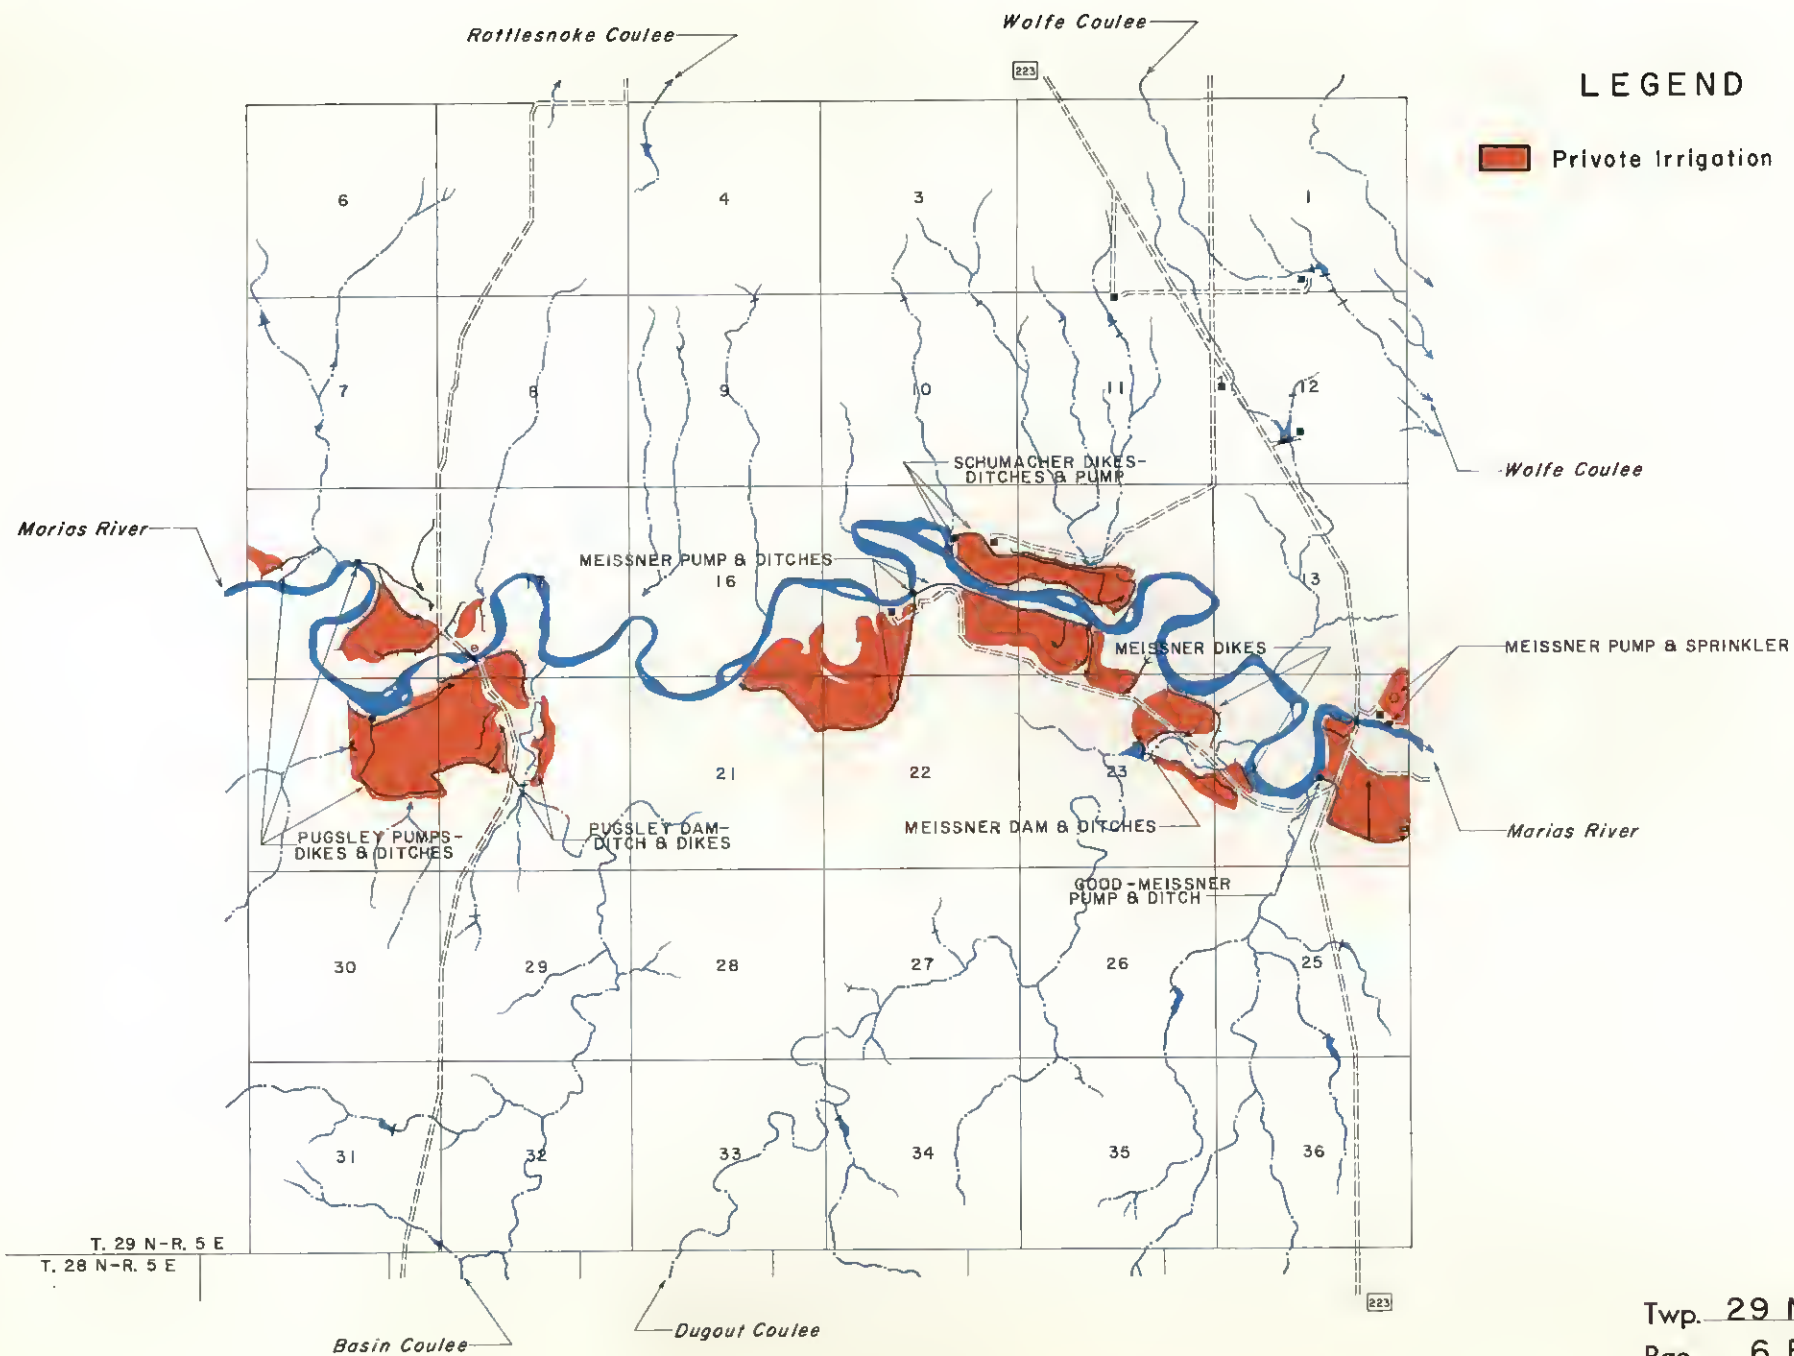 Rattlesnake Coulee
Wolfe Coulee
223
LEGEND
Private Irrigation
6
4
3
1
7
8
9
10
11
12
SCHUMACHER DIKES-
DITCHES & PUMP
Wolfe Coulee
Marias River
MEISSNER PUMP & DITCHES
17
16
13
MEISSNER DIKES
MEISSNER PUMP & SPRINKLER
21
22
23
PUGSLEY PUMPS-
DIKES & DITCHES
PUGSLEY DAM-
DITCH & DIKES
MEISSNER DAM & DITCHES
Marias River
GOOD-MEISSNER
PUMP & DITCH
30
29
28
27
26
25
31
32
33
34
35
36
T. 29 N-R. 5 E
T. 28 N-R. 5 E
223
Basin Coulee
Dugout Coulee
Twp. 29 N
6